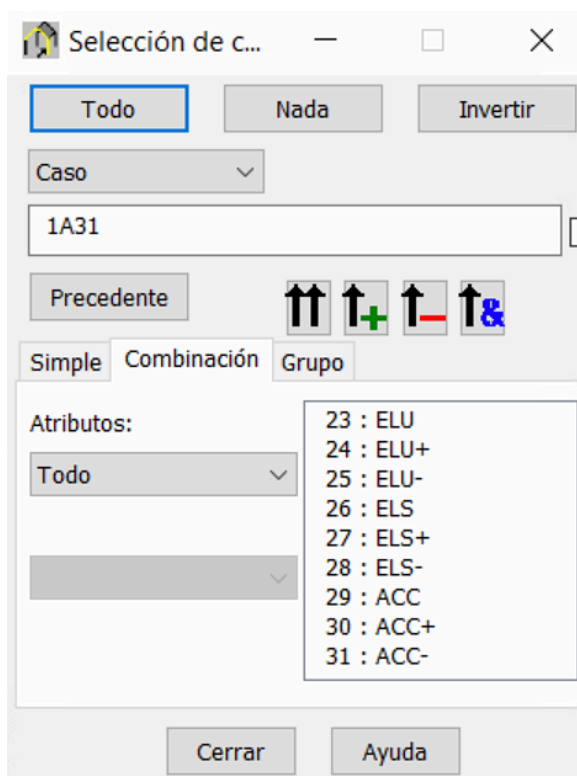 Selección de c...
Todo Nada Invertir
Caso
1A31
Precedente
Simple Combinación Grupo
Atributos:
Todo
23 : ELU
24 : ELU+
25 : ELU-
26 : ELS
27 : ELS+
28 : ELS-
29 : ACC
30 : ACC+
31 : ACC-
Cerrar Ayuda